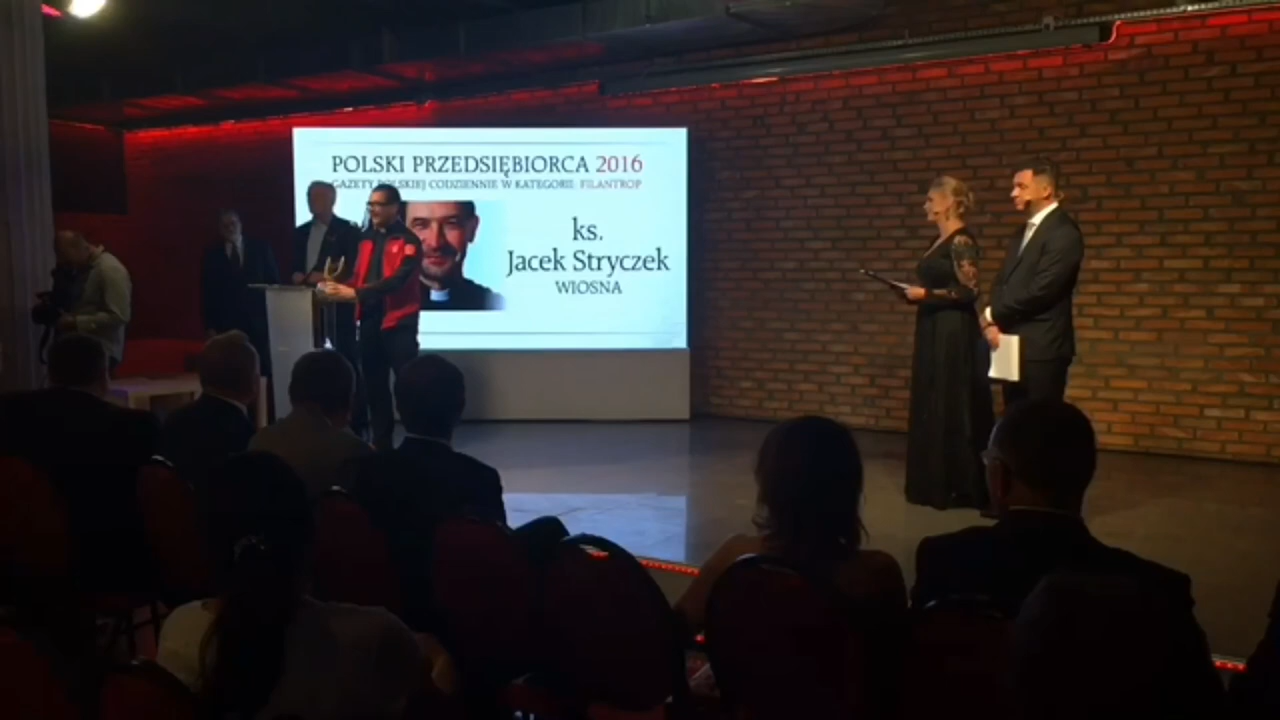 POLSKI PRZEDSIĘBIORCA 2016
GAZETY POLSKIEJ CODZIENNIE W KATEGORII: FILANTROP
ks.
Jacek Stryczek
WIOSNA